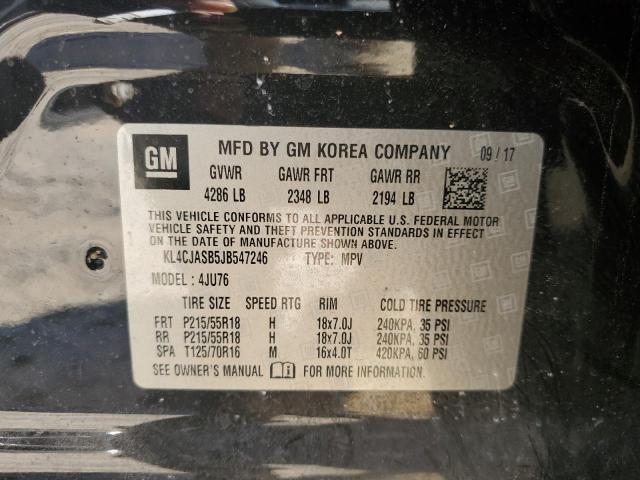 GM MFD BY GM KOREA COMPANY 09 / 17
GVWR GAWR FRT GAWR RR
4286 LB 2348 LB 2194 LB
THIS VEHICLE CONFORMS TO ALL APPLICABLE U.S. FEDERAL MOTOR
VEHICLE SAFETY AND THEFT PREVENTION STANDARDS IN EFFECT ON
THE DATE OF MANUFACTURE SHOWN ABOVE.
KL4CJASB5JB547246 TYPE: MPV
MODEL : 4JU76
TIRE SIZE SPEED RTG RIM COLD TIRE PRESSURE
FRT P215/55R18 H 18x7.0J 240KPA, 35 PSI
RR P215/55R18 H 18x7.0J 240KPA, 35 PSI
SPA T125/70R16 M 16x4.0T 420KPA, 60 PSI
SEE OWNER'S MANUAL FOR MORE INFORMATION.